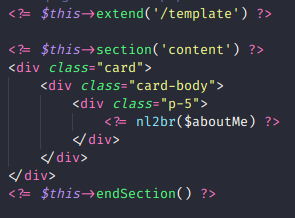 <?= $this->extend('/template') ?>
<?= $this->section('content') ?>
<div class="card">
    <div class="card-body">
        <div class="p-5">
            <?= nl2br($aboutMe) ?>
        </div>
    </div>
</div>
<?= $this->endSection() ?>